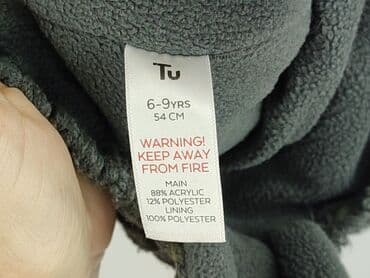 Tu
6-9YRS
54 CM
WARNING!
KEEP AWAY
FROM FIRE
MAIN
88% ACRYLIC
12% POLYESTER
LINING
100% POLYESTER